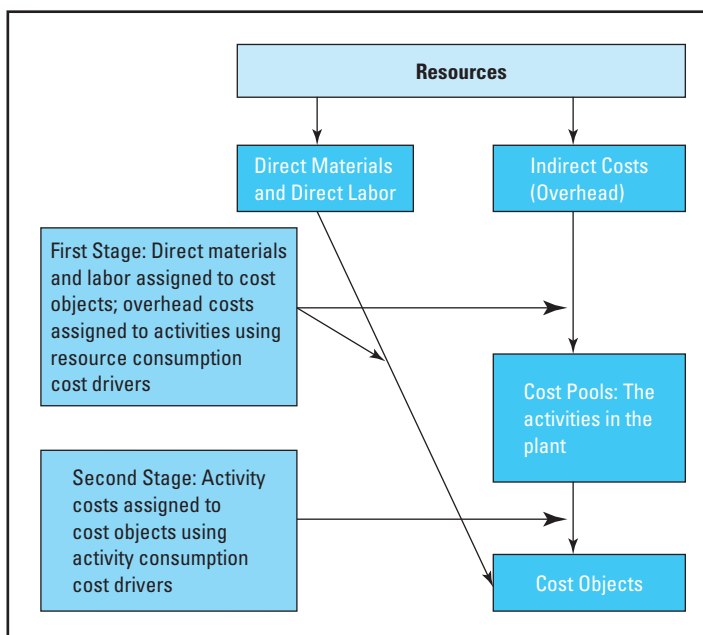 Resources
Direct Materials
and Direct Labor
Indirect Costs
(Overhead)
First Stage: Direct materials
and labor assigned to cost
objects; overhead costs
assigned to activities using
resource consumption
cost drivers
Cost Pools: The
activities in the
plant
Second Stage: Activity
costs assigned to
cost objects using
activity consumption
cost drivers
Cost Objects